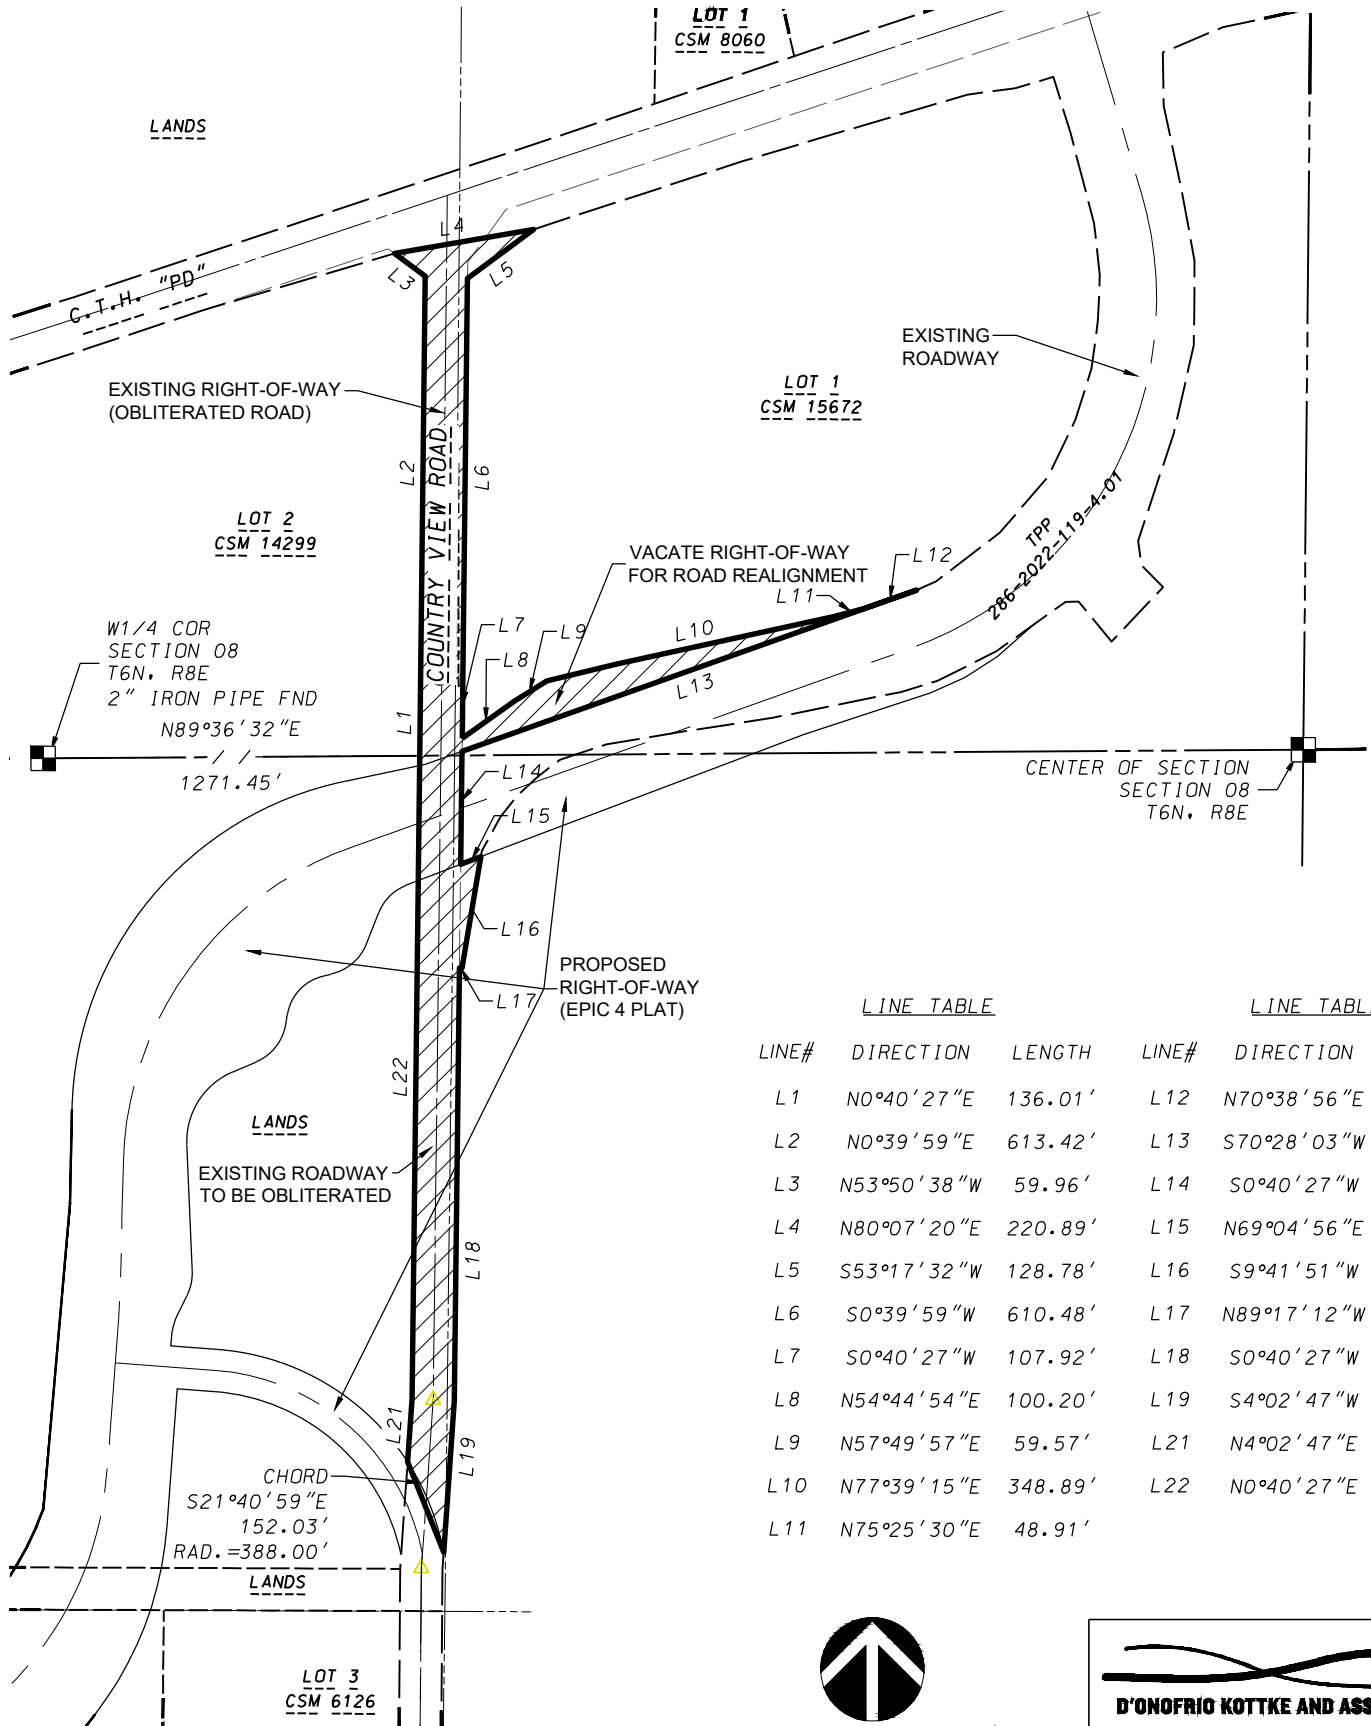 LOT 1
CSM 8060
LANDS
L4
L3
L5
C.T.H. "PD"
EXISTING
ROADWAY
EXISTING RIGHT-OF-WAY
(OBLITERATED ROAD)
LOT 1
CSM 15672
L2
COUNTRY VIEW ROAD
L6
TPP
286-2022-119-4.01
LOT 2
CSM 14299
VACATE RIGHT-OF-WAY
FOR ROAD REALIGNMENT
L12
L11
L10
L7
L9
L8
L13
W1/4 COR
SECTION 08
T6N, R8E
2" IRON PIPE FND
N89°36'32"E
1271.45'
L1
L14
L15
CENTER OF SECTION
SECTION 08
T6N, R8E
L16
L17
PROPOSED
RIGHT-OF-WAY
(EPIC 4 PLAT)
L22
LANDS
EXISTING ROADWAY
TO BE OBLITERATED
L18
L21
L19
CHORD
S21°40'59"E
152.03'
RAD.=388.00'
LANDS
LOT 3
CSM 6126
LINE TABLE
LINE# DIRECTION LENGTH
L1 N0°40'27"E 136.01'
L2 N0°39'59"E 613.42'
L3 N53°50'38"W 59.96'
L4 N80°07'20"E 220.89'
L5 S53°17'32"W 128.78'
L6 S0°39'59"W 610.48'
L7 S0°40'27"W 107.92'
L8 N54°44'54"E 100.20'
L9 N57°49'57"E 59.57'
L10 N77°39'15"E 348.89'
L11 N75°25'30"E 48.91'
LINE TABL
LINE# DIRECTION
L12 N70°38'56"E
L13 S70°28'03"W
L14 S0°40'27"W
L15 N69°04'56"E
L16 S9°41'51"W
L17 N89°17'12"W
L18 S0°40'27"W
L19 S4°02'47"W
L21 N4°02'47"E
L22 N0°40'27"E
D'ONOFRIO KOTTKE AND ASS